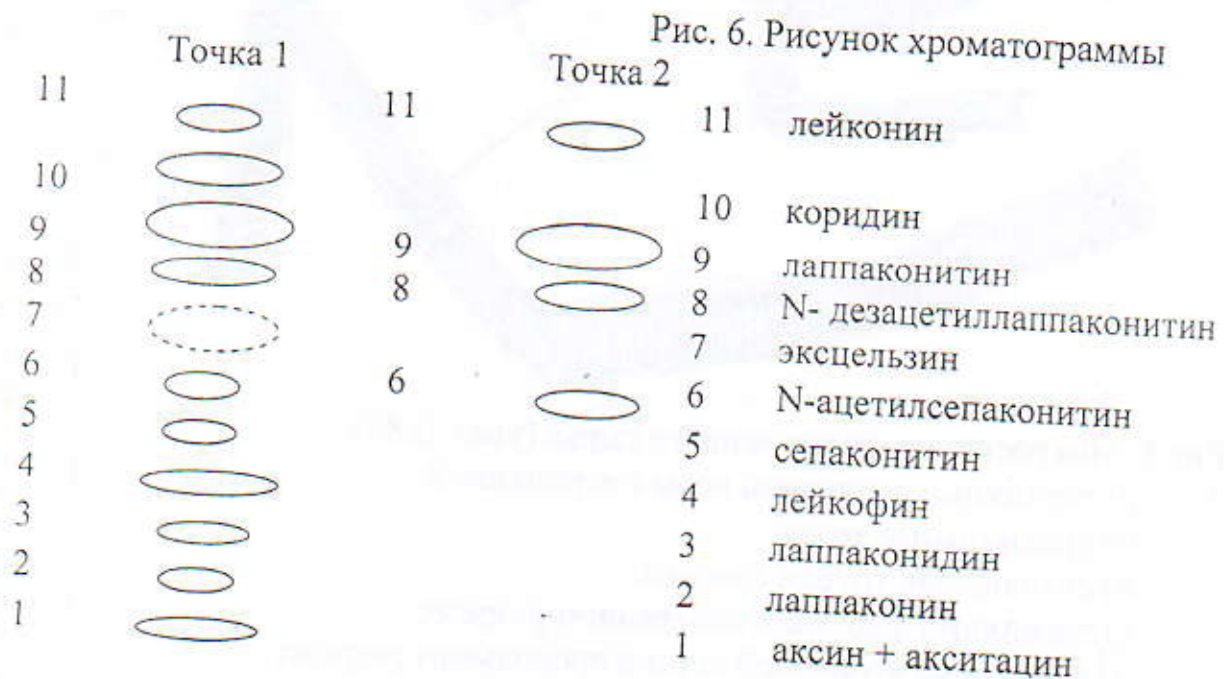 Рис. 6. Рисунок хроматограммы
Точка 1 Точка 2
11 11 11 лейконин
10 10 коридин
9 9 9 лаппаконитин
8 8 8 N- дезацетиллаппаконитин
7 7 эксцельзин
6 6 6 N-ацетилсепаконитин
5 5 сепаконитин
4 4 лейкофин
3 3 лаппаконидин
2 2 лаппаконин
1 1 аксин + акситацин